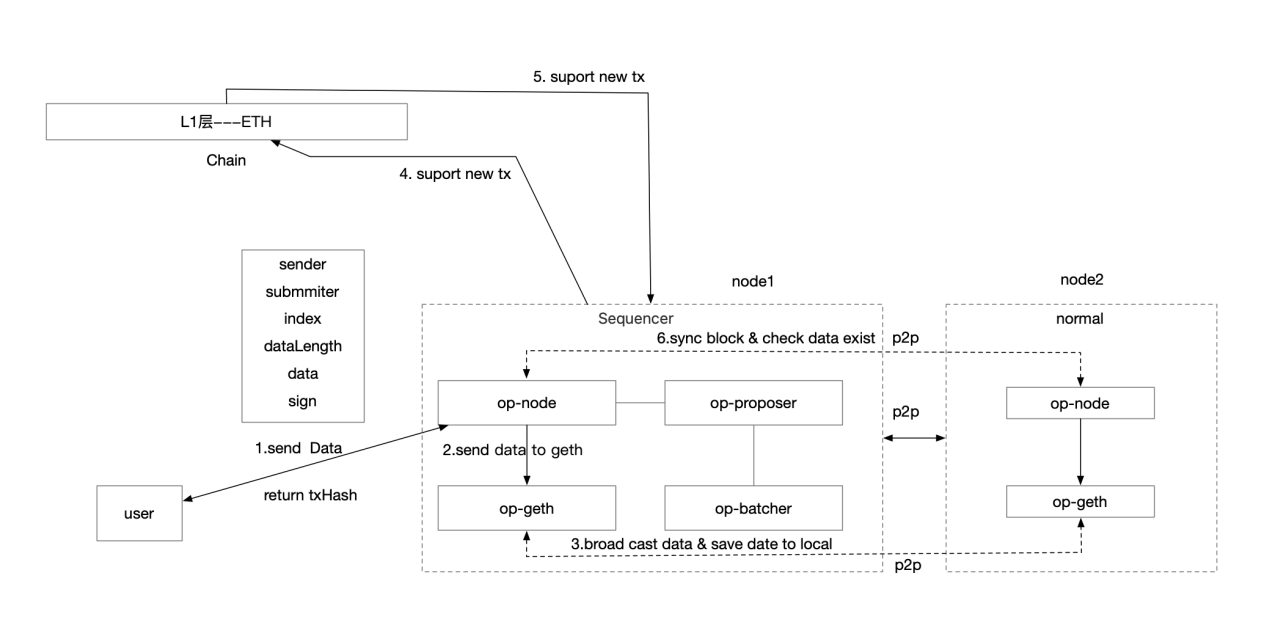 5. suport new tx
L1层---ETH
Chain
4. suport new tx
sender
submmiter
index
dataLength
data
sign
node1
node2
Sequencer
normal
6.sync block & check data exist
p2p
op-node
op-proposer
op-node
p2p
1.send Data
2.send data to geth
return txHash
user
op-geth
op-batcher
op-geth
3.broad cast data & save date to local
p2p